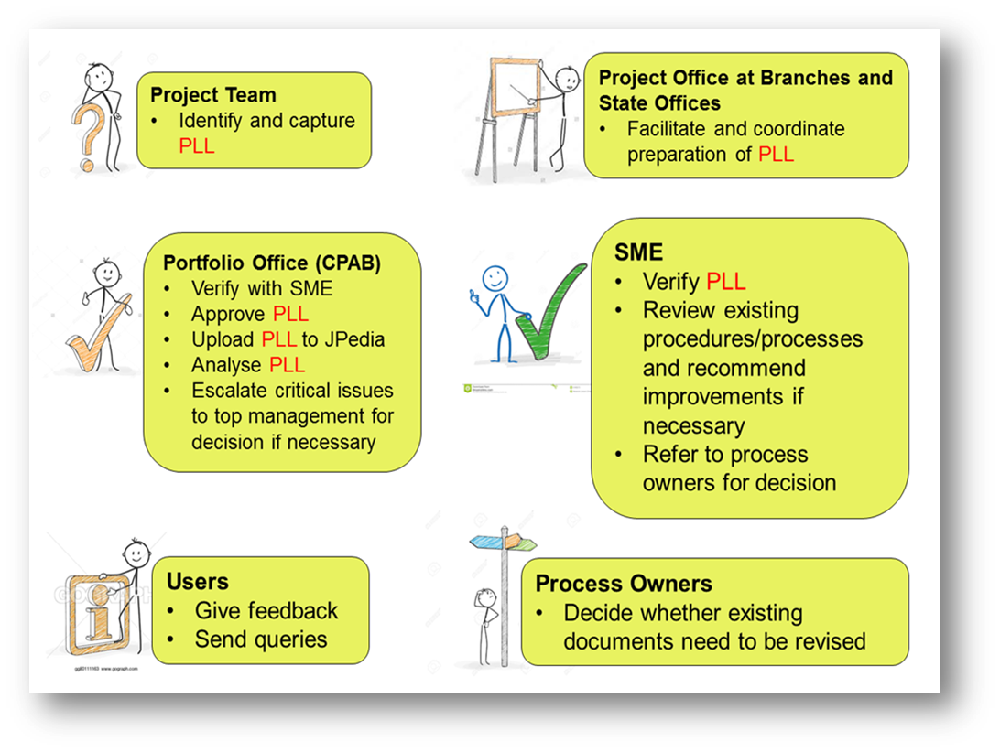 Project Team
• Identify and capture
PLL
Project Office at Branches and
State Offices
• Facilitate and coordinate
preparation of PLL
Portfolio Office (CPAB)
• Verify with SME
• Approve PLL
• Upload PLL to JPedia
• Analyse PLL
• Escalate critical issues
to top management for
decision if necessary
SME
• Verify PLL
• Review existing
procedures/processes
and recommend
improvements if
necessary
• Refer to process
owners for decision
Users
• Give feedback
• Send queries
gg80111163 www.gograph.com
Process Owners
• Decide whether existing
documents need to be revised